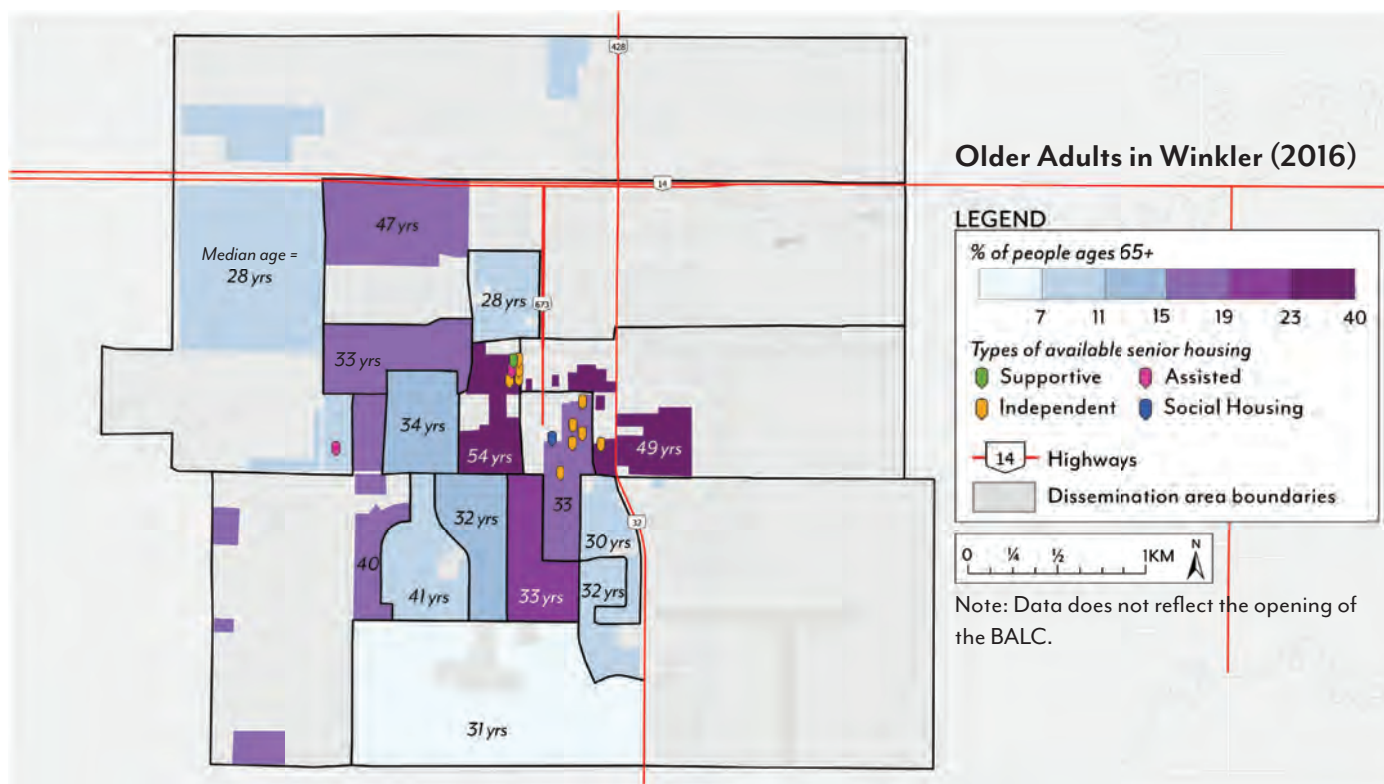 428
Older Adults in Winkler (2016)
14
LEGEND
% of people ages 65+
7 11 15 19 23 40
Types of available senior housing
Supportive Assisted
Independent Social Housing
14 Highways
Dissemination area boundaries
0 ¼ ½ 1KM
N
Note: Data does not reflect the opening of
the BALC.
47 yrs
Median age =
28 yrs
28 yrs
673
33 yrs
34 yrs
54 yrs
49 yrs
32 yrs
33
32
30 yrs
40
41 yrs
33 yrs
32 yrs
31 yrs